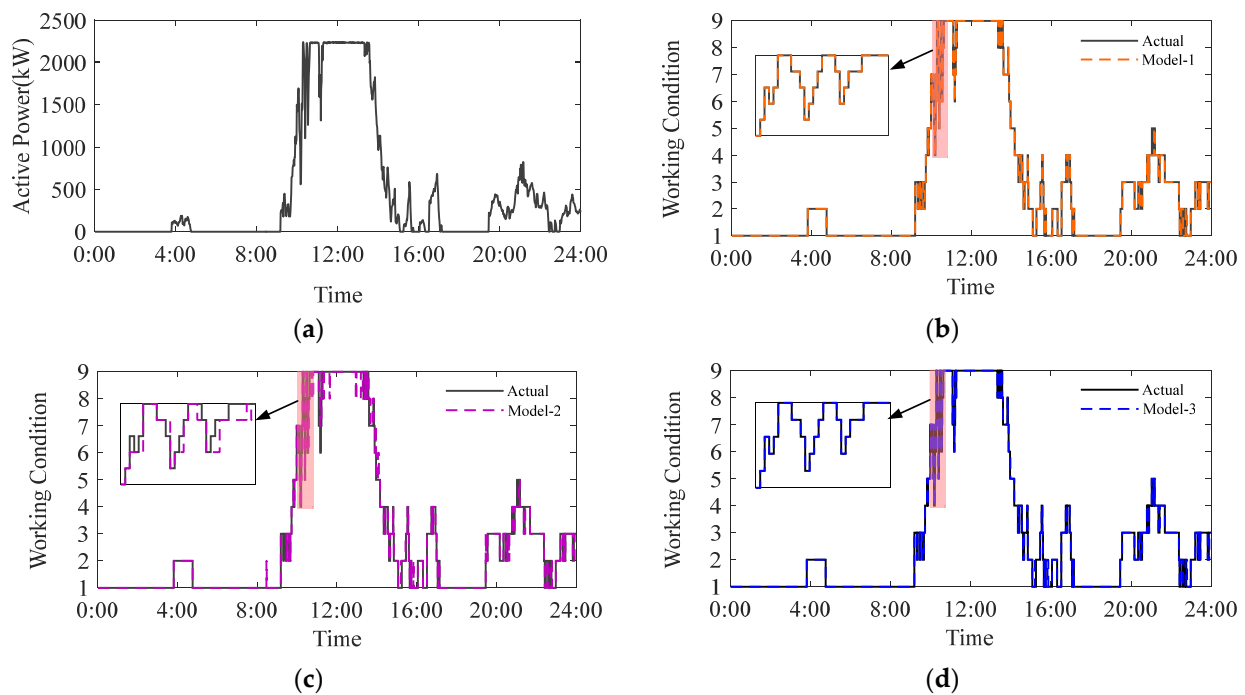 Active Power(kW)
2500
2000
1500
1000
500
0
0:00 4:00 8:00 12:00 16:00 20:00 24:00
Time
(a)
Working Condition
9
8
7
6
5
4
3
2
1
Actual
Model-1
0:00 4:00 8:00 12:00 16:00 20:00 24:00
Time
(b)
Working Condition
9
8
7
6
5
4
3
2
1
Actual
Model-2
0:00 4:00 8:00 12:00 16:00 20:00 24:00
Time
(c)
Working Condition
9
8
7
6
5
4
3
2
1
Actual
Model-3
0:00 4:00 8:00 12:00 16:00 20:00 24:00
Time
(d)